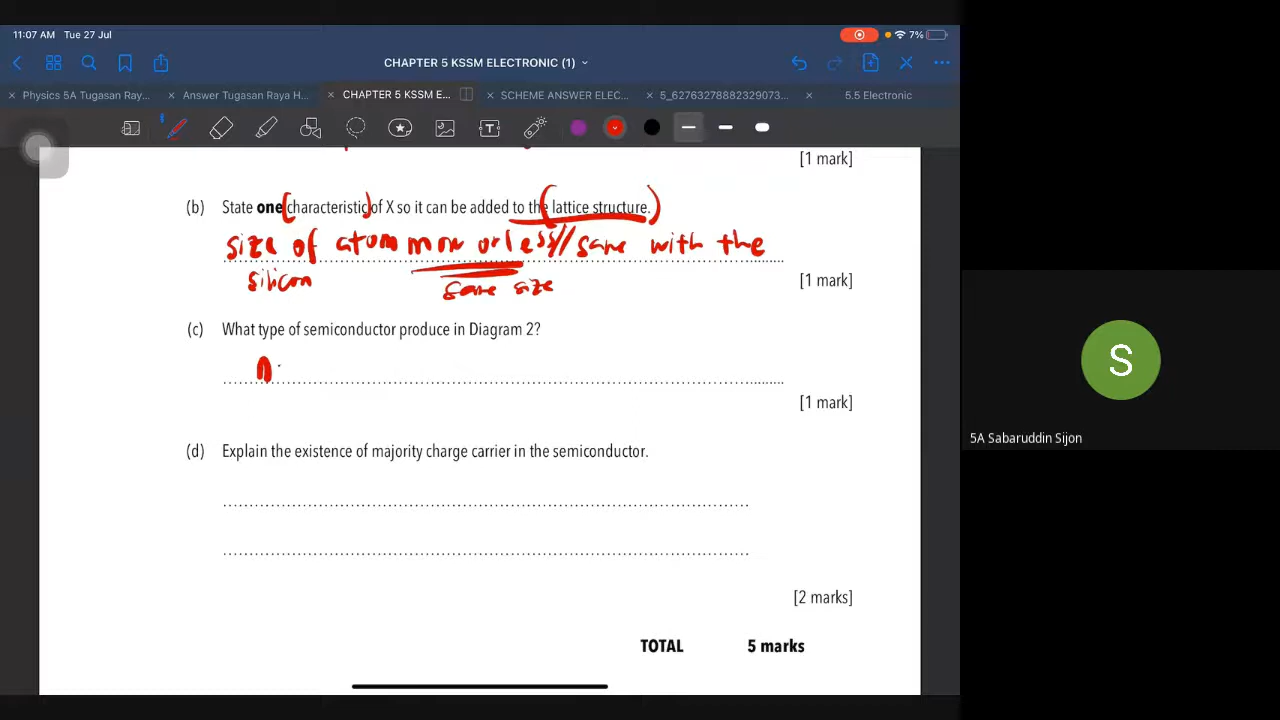 11:07 AM Tue 27 Jul
7%
CHAPTER 5 KSSM ELECTRONIC (1)
Physics 5A Tugasan Ray...
Answer Tugasan Raya H...
CHAPTER 5 KSSM E...
SCHEME ANSWER ELEC...
5_62763278882329073...
5.5 Electronic
[1 mark]
(b) State one characteristic of X so it can be added to the lattice structure.
size of atom more or less // same with the
silicon
same size
[1 mark]
(c) What type of semiconductor produce in Diagram 2?
n
[1 mark]
(d) Explain the existence of majority charge carrier in the semiconductor.
[2 marks]
TOTAL 5 marks
S
5A Sabaruddin Sijon